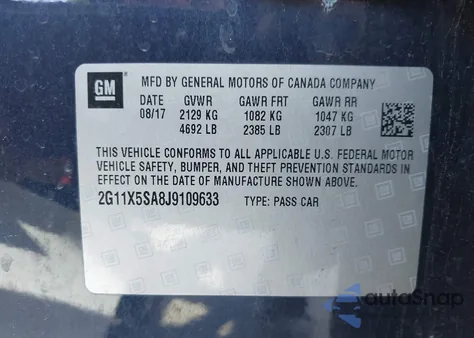 GM
MFD BY GENERAL MOTORS OF CANADA COMPANY
DATE GVWR GAWR FRT GAWR RR
08/17 2129 KG 1082 KG 1047 KG
4692 LB 2385 LB 2307 LB
THIS VEHICLE CONFORMS TO ALL APPLICABLE U.S. FEDERAL MOTOR
VEHICLE SAFETY, BUMPER, AND THEFT PREVENTION STANDARDS IN
EFFECT ON THE DATE OF MANUFACTURE SHOWN ABOVE.
2G11X5SA8J9109633 TYPE: PASS CAR
autoSnap